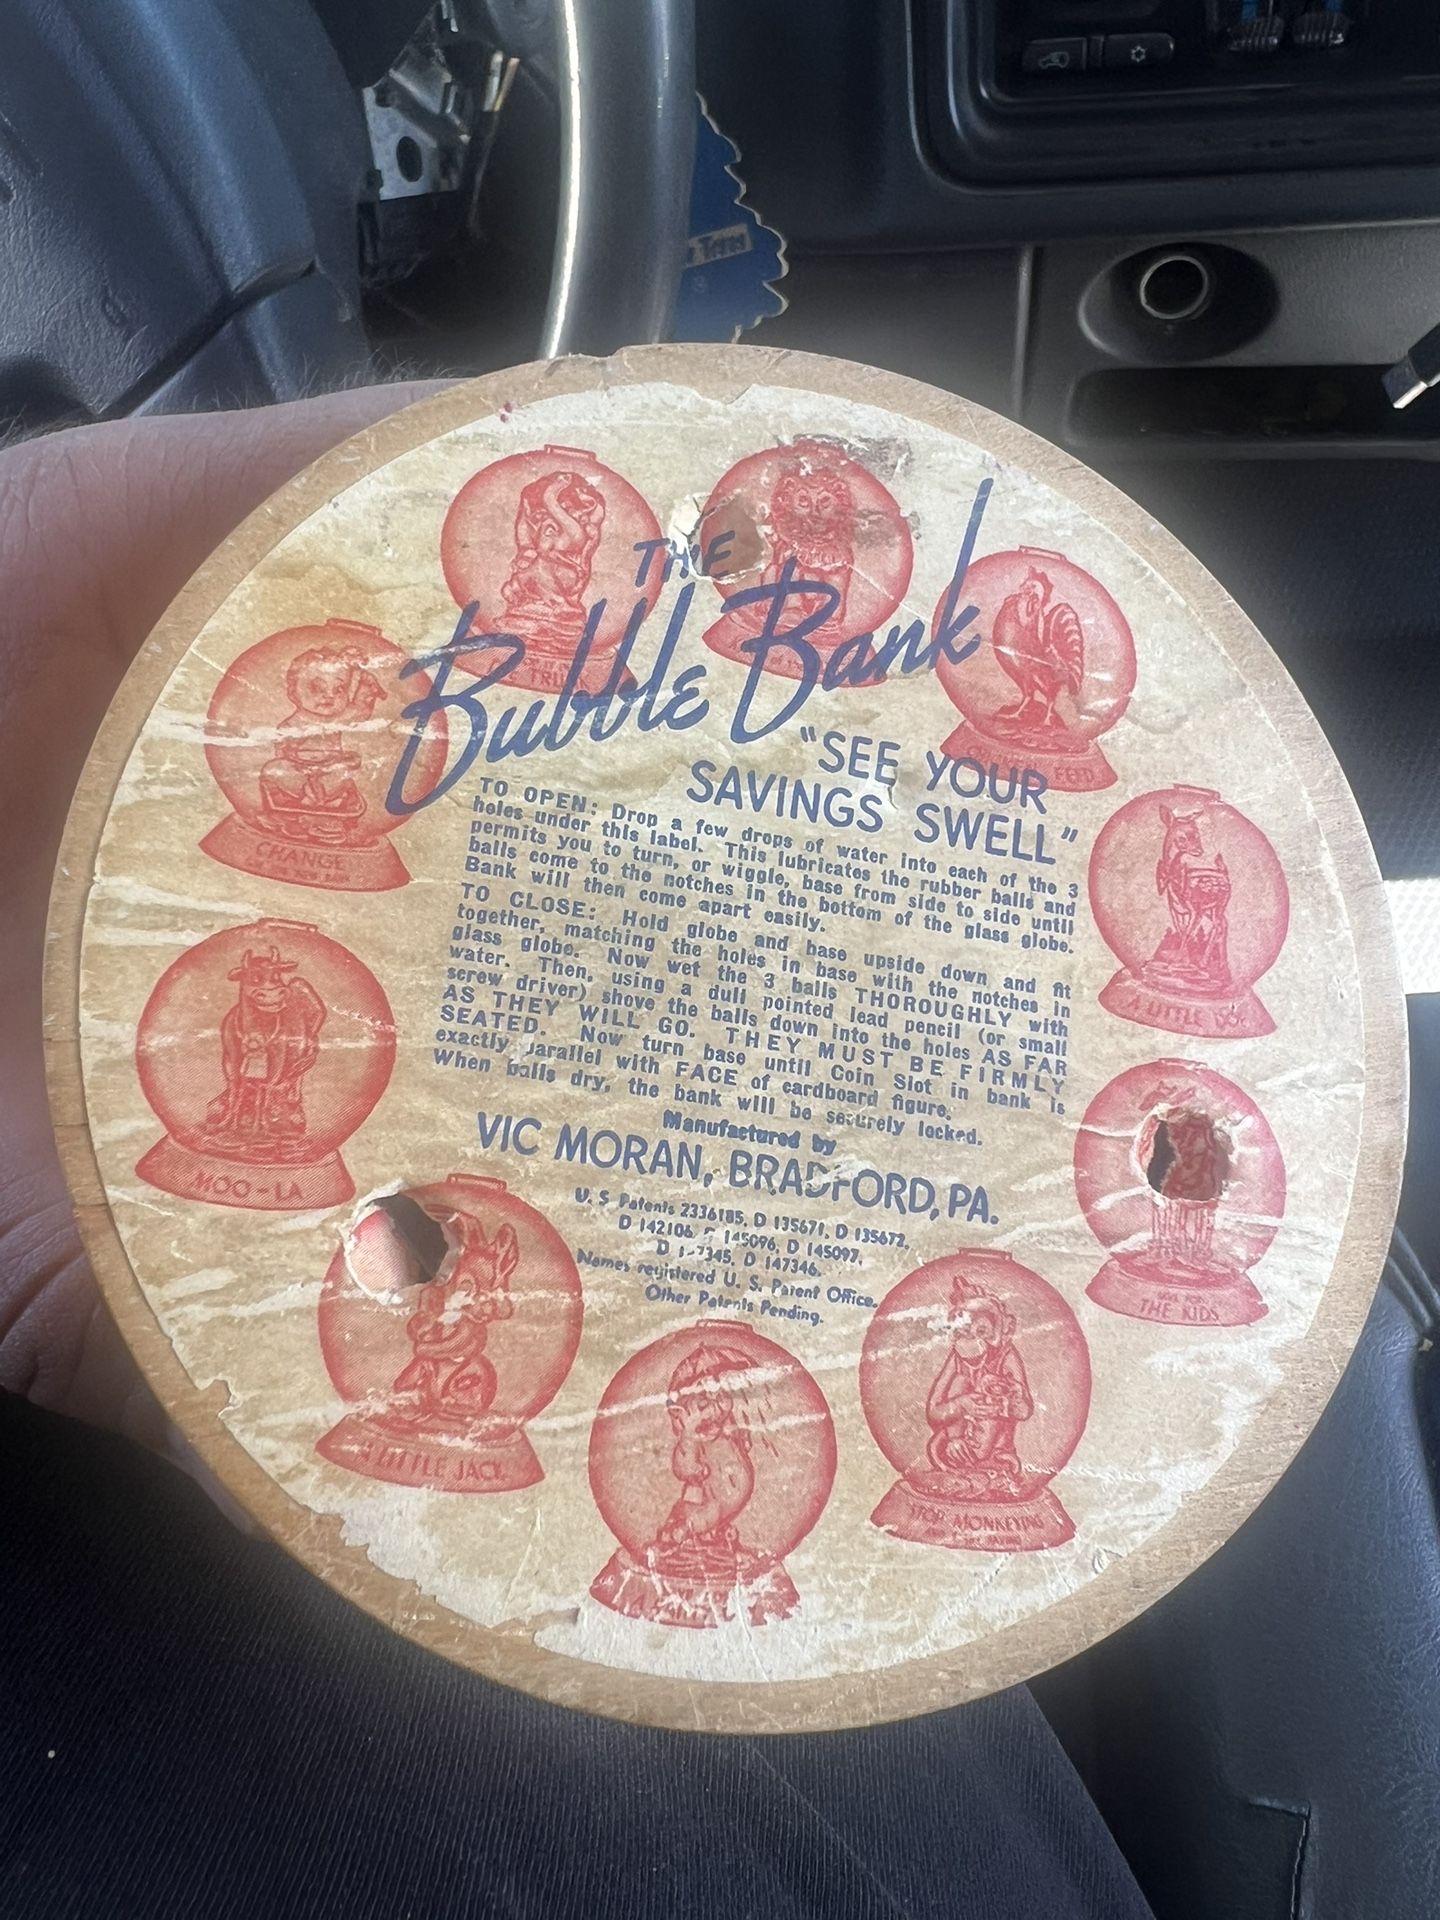 THE
Bubble Bank
"SEE YOUR
SAVINGS SWELL"
TO OPEN: Drop a few drops of water into each of the 3
holes under this label. This lubricates the rubber balls and
permits you to turn, or wiggle, base from side to side until
balls come to the notches in the bottom of the glass globe.
Bank will then come apart easily.
TO CLOSE: Hold globe and base upside down, and fit
together, matching the holes in base with the notches in
glass globe. Now wet the 3 balls THOROUGHLY with
water. Then, using a dull pointed lead pencil (or small
screw driver) shove the balls down into the holes AS FAR
AS THEY WILL GO. THEY MUST BE FIRMLY
SEATED. Now turn base until Coin Slot in bank is
exactly parallel with FACE of cardboard figure.
When balls dry, the bank will be securely locked.
Manufactured by
VIC MORAN, BRADFORD, PA.
U. S Patents 2336185, D 135671, D 135672,
D 142106, 145096, D 145097,
D 147346.
Names registered U. S. Patent Office.
Other Patents Pending.
TRUNK
FEED
A LITTLE
THE KIDS
STOP MONKEYING
A LITTLE JACK
MOO-LA
CHANGE